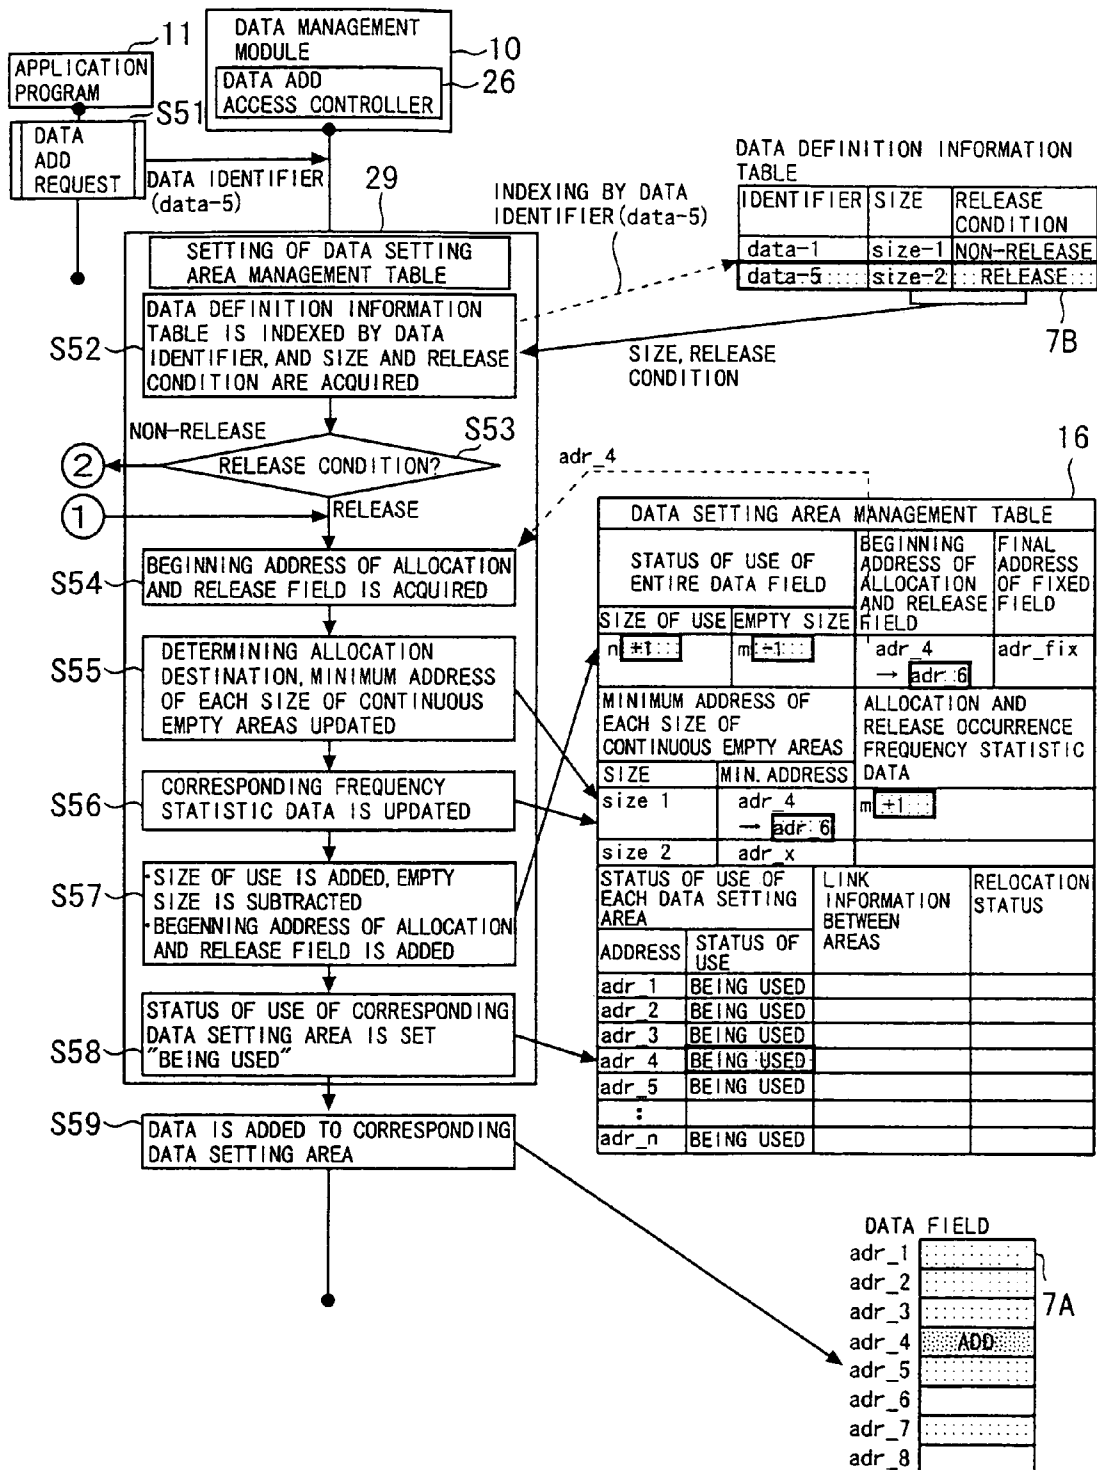 11
APPLICATION
PROGRAM
DATA MANAGEMENT
MODULE
10
DATA ADD
ACCESS CONTROLLER
26
S51
DATA
ADD
REQUEST
DATA IDENTIFIER
(data-5)
29
INDEXING BY DATA
IDENTIFIER(data-5)
DATA DEFINITION INFORMATION
TABLE
IDENTIFIER SIZE RELEASE
CONDITION
data-1 size-1 NON-RELEASE
data-5 size-2 RELEASE
7B
SETTING OF DATA SETTING
AREA MANAGEMENT TABLE
S52
DATA DEFINITION INFORMATION
TABLE IS INDEXED BY DATA
IDENTIFIER, AND SIZE AND RELEASE
CONDITION ARE ACQUIRED
SIZE, RELEASE
CONDITION
NON-RELEASE
S53
2
RELEASE CONDITION?
1
RELEASE
adr_4
S54
BEGINNING ADDRESS OF ALLOCATION
AND RELEASE FIELD IS ACQUIRED
S55
DETERMINING ALLOCATION
DESTINATION, MINIMUM ADDRESS
OF EACH SIZE OF CONTINUOUS
EMPTY AREAS UPDATED
S56
CORRESPONDING FREQUENCY
STATISTIC DATA IS UPDATED
S57
·SIZE OF USE IS ADDED, EMPTY
SIZE IS SUBTRACTED
·BEGENNING ADDRESS OF ALLOCATION
AND RELEASE FIELD IS ADDED
S58
STATUS OF USE OF CORRESPONDING
DATA SETTING AREA IS SET
"BEING USED"
S59
DATA IS ADDED TO CORRESPONDING
DATA SETTING AREA
16
DATA SETTING AREA MANAGEMENT TABLE
STATUS OF USE OF
ENTIRE DATA FIELD
BEGINNING
ADDRESS OF
ALLOCATION
AND RELEASE
FIELD
FINAL
ADDRESS
OF FIXED
FIELD
SIZE OF USE EMPTY SIZE
n +1 m -1 adr_4 adr_fix
→ adr_6
MINIMUM ADDRESS OF
EACH SIZE OF
CONTINUOUS EMPTY AREAS
ALLOCATION AND
RELEASE OCCURRENCE
FREQUENCY STATISTIC
DATA
SIZE MIN. ADDRESS
size 1 adr_4 m +1
→ adr 6
size 2 adr_x
STATUS OF USE OF
EACH DATA SETTING
AREA
LINK
INFORMATION
BETWEEN
AREAS
RELOCATION
STATUS
ADDRESS STATUS OF
USE
adr_1 BEING USED
adr_2 BEING USED
adr_3 BEING USED
adr_4 BEING USED
adr_5 BEING USED
:
adr_n BEING USED
DATA FIELD
adr_1
adr_2
adr_3
7A
adr_4 ADD
adr_5
adr_6
adr_7
adr_8